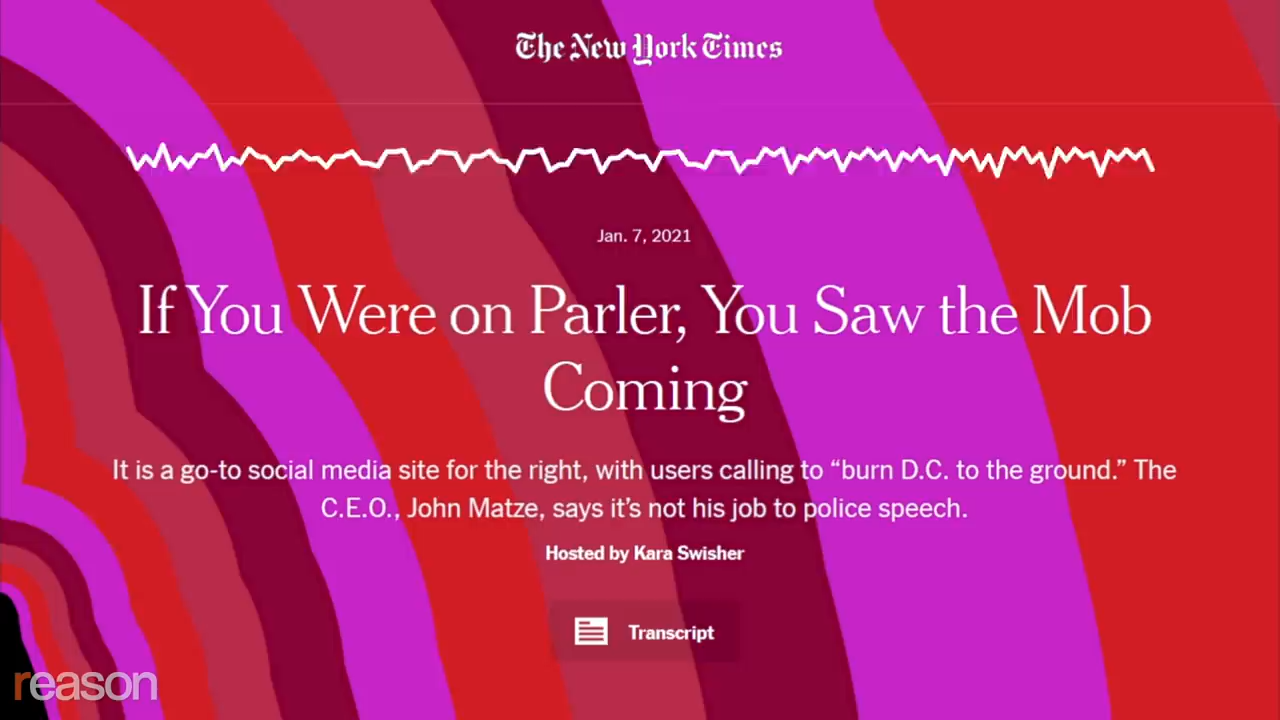 The New York Times
Jan. 7, 2021
If You Were on Parler, You Saw the Mob
Coming
It is a go-to social media site for the right, with users calling to “burn D.C. to the ground.” The
C.E.O., John Matze, says it’s not his job to police speech.
Hosted by Kara Swisher
Transcript
reason